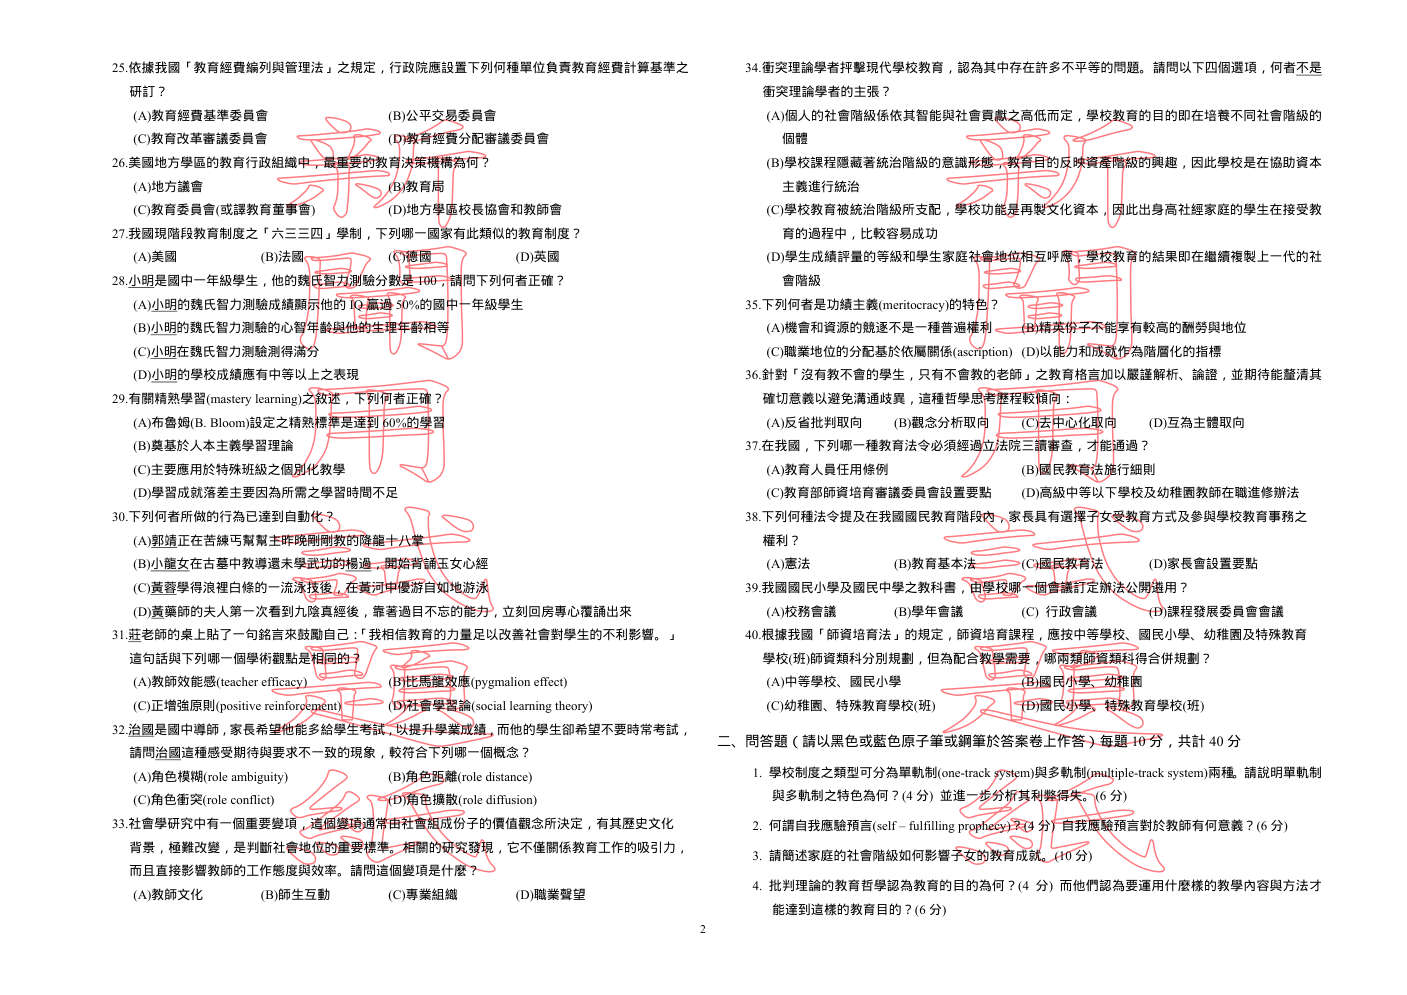 25.依據我國「教育經費編列與管理法」之規定，行政院應設置下列何種單位負責教育經費計算基準之
研訂？
(A)教育經費基準委員會 (B)公平交易委員會
(C)教育改革審議委員會 (D)教育經費分配審議委員會
26.美國地方學區的教育行政組織中，最重要的教育決策機構為何？
(A)地方議會 (B)教育局
(C)教育委員會(或譯教育董事會) (D)地方學區校長協會和教師會
27.我國現階段教育制度之「六三三四」學制，下列哪一國家有此類似的教育制度？
(A)美國 (B)法國 (C)德國 (D)英國
28.小明是國中一年級學生，他的魏氏智力測驗分數是 100，請問下列何者正確？
(A)小明的魏氏智力測驗成績顯示他的 IQ 贏過 50%的國中一年級學生
(B)小明的魏氏智力測驗的心智年齡與他的生理年齡相等
(C)小明在魏氏智力測驗測得滿分
(D)小明的學校成績應有中等以上之表現
29.有關精熟學習(mastery learning)之敘述，下列何者正確？
(A)布魯姆(B. Bloom)設定之精熟標準是達到 60%的學習
(B)奠基於人本主義學習理論
(C)主要應用於特殊班級之個別化教學
(D)學習成就落差主要因為所需之學習時間不足
30.下列何者所做的行為已達到自動化？
(A)郭靖正在苦練丐幫幫主昨晚剛剛教的降龍十八掌
(B)小龍女在古墓中教導還未學武功的楊過，開始背誦玉女心經
(C)黃蓉學得浪裡白條的一流泳技後，在黃河中優游自如地游泳
(D)黃藥師的夫人第一次看到九陰真經後，靠著過目不忘的能力，立刻回房專心覆誦出來
31.莊老師的桌上貼了一句銘言來鼓勵自己：「我相信教育的力量足以改善社會對學生的不利影響。」
這句話與下列哪一個學術觀點是相同的？
(A)教師效能感(teacher efficacy) (B)比馬龍效應(pygmalion effect)
(C)正增強原則(positive reinforcement) (D)社會學習論(social learning theory)
32.治國是國中導師，家長希望他能多給學生考試，以提升學業成績，而他的學生卻希望不要時常考試，
請問治國這種感受期待與要求不一致的現象，較符合下列哪一個概念？
(A)角色模糊(role ambiguity) (B)角色距離(role distance)
(C)角色衝突(role conflict) (D)角色擴散(role diffusion)
33.社會學研究中有一個重要變項，這個變項通常由社會組成份子的價值觀念所決定，有其歷史文化
背景，極難改變，是判斷社會地位的重要標準。相關的研究發現，它不僅關係教育工作的吸引力，
而且直接影響教師的工作態度與效率。請問這個變項是什麼？
(A)教師文化 (B)師生互動 (C)專業組織 (D)職業聲望
34.衝突理論學者抨擊現代學校教育，認為其中存在許多不平等的問題。請問以下四個選項，何者不是
衝突理論學者的主張？
(A)個人的社會階級係依其智能與社會貢獻之高低而定，學校教育的目的即在培養不同社會階級的
個體
(B)學校課程隱藏著統治階級的意識形態，教育目的反映資產階級的興趣，因此學校是在協助資本
主義進行統治
(C)學校教育被統治階級所支配，學校功能是再製文化資本，因此出身高社經家庭的學生在接受教
育的過程中，比較容易成功
(D)學生成績評量的等級和學生家庭社會地位相互呼應，學校教育的結果即在繼續複製上一代的社
會階級
35.下列何者是功績主義(meritocracy)的特色？
(A)機會和資源的競逐不是一種普遍權利 (B)精英份子不能享有較高的酬勞與地位
(C)職業地位的分配基於依屬關係(ascription) (D)以能力和成就作為階層化的指標
36.針對「沒有教不會的學生，只有不會教的老師」之教育格言加以嚴謹解析、論證，並期待能釐清其
確切意義以避免溝通歧異，這種哲學思考歷程較傾向：
(A)反省批判取向 (B)觀念分析取向 (C)去中心化取向 (D)互為主體取向
37.在我國，下列哪一種教育法令必須經過立法院三讀審查，才能通過？
(A)教育人員任用條例 (B)國民教育法施行細則
(C)教育部師資培育審議委員會設置要點 (D)高級中等以下學校及幼稚園教師在職進修辦法
38.下列何種法令提及在我國國民教育階段內，家長具有選擇子女受教育方式及參與學校教育事務之
權利？
(A)憲法 (B)教育基本法 (C)國民教育法 (D)家長會設置要點
39.我國國民小學及國民中學之教科書，由學校哪一個會議訂定辦法公開遴用？
(A)校務會議 (B)學年會議 (C) 行政會議 (D)課程發展委員會會議
40.根據我國「師資培育法」的規定，師資培育課程，應按中等學校、國民小學、幼稚園及特殊教育
學校(班)師資類科分別規劃，但為配合教學需要，哪兩類師資類科得合併規劃？
(A)中等學校、國民小學 (B)國民小學、幼稚園
(C)幼稚園、特殊教育學校(班) (D)國民小學、特殊教育學校(班)
二、問答題（請以黑色或藍色原子筆或鋼筆於答案卷上作答）每題 10 分，共計 40 分
1. 學校制度之類型可分為單軌制(one-track system)與多軌制(multiple-track system)兩種。請說明單軌制
與多軌制之特色為何？(4 分) 並進一步分析其利弊得失。(6 分)
2. 何謂自我應驗預言(self – fulfilling prophecy)？(4 分) 自我應驗預言對於教師有何意義？(6 分)
3. 請簡述家庭的社會階級如何影響子女的教育成就。(10 分)
4. 批判理論的教育哲學認為教育的目的為何？(4 分) 而他們認為要運用什麼樣的教學內容與方法才
能達到這樣的教育目的？(6 分)
2
新聞用試題紙
新聞用試題紙